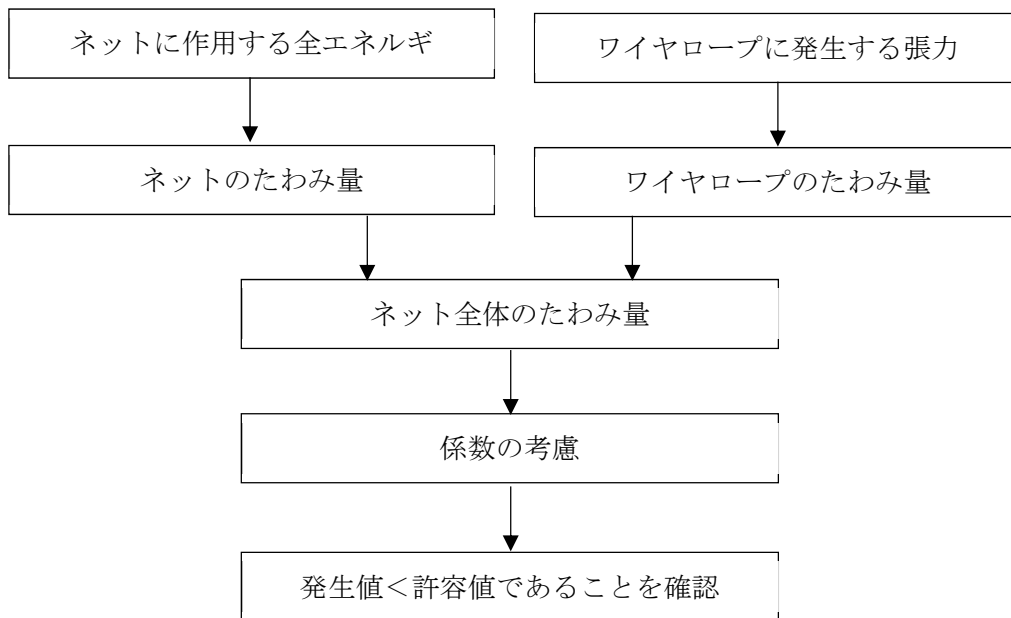 ネットに作用する全エネルギ
ワイヤロープに発生する張力
ネットのたわみ量
ワイヤロープのたわみ量
ネット全体のたわみ量
係数の考慮
発生値＜許容値であることを確認